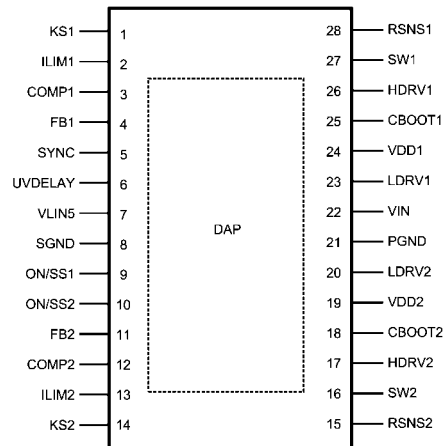 KS1 1 28 RSNS1
ILIM1 2 27 SW1
COMP1 3 26 HDRV1
FB1 4 25 CBOOT1
SYNC 5 24 VDD1
UVDELAY 6 23 LDRV1
VLIN5 7 22 VIN
SGND 8 21 PGND
DAP
ON/SS1 9 20 LDRV2
ON/SS2 10 19 VDD2
FB2 11 18 CBOOT2
COMP2 12 17 HDRV2
ILIM2 13 16 SW2
KS2 14 15 RSNS2